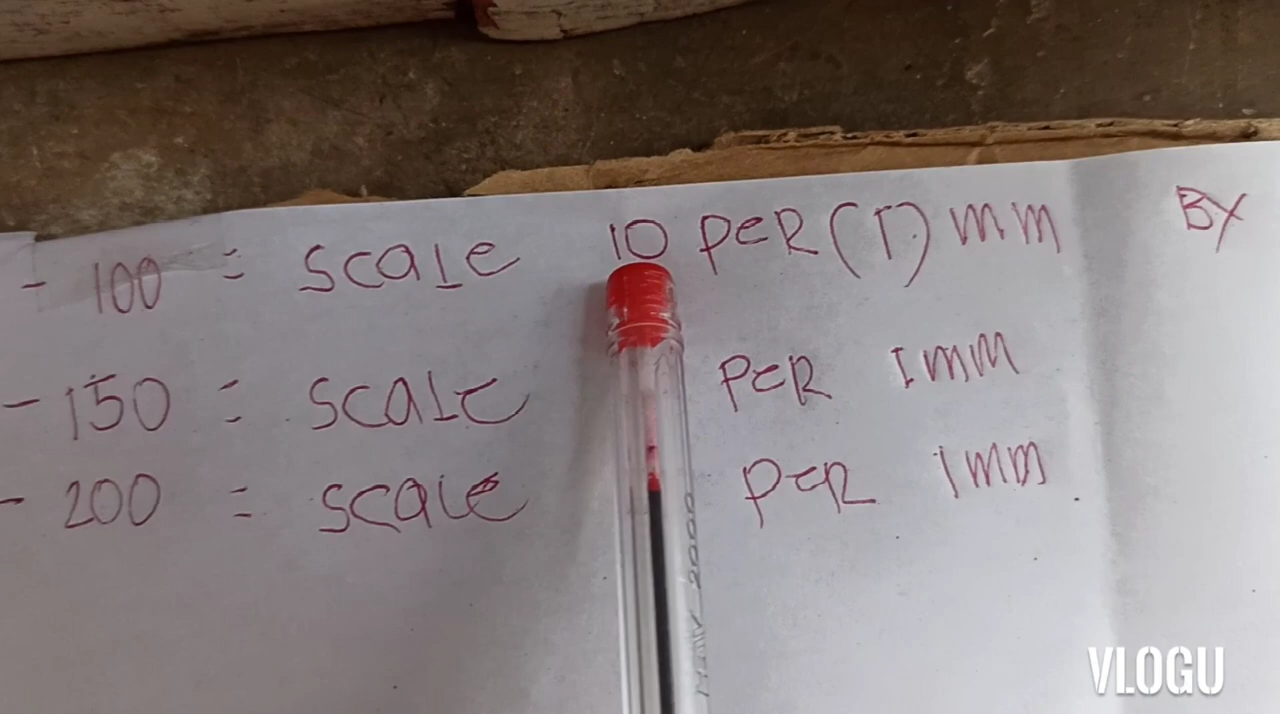 - 100 = scale 10 per (1) mm By
- 150 = scale per 1mm
- 200 = scale per 1mm
VLOGU